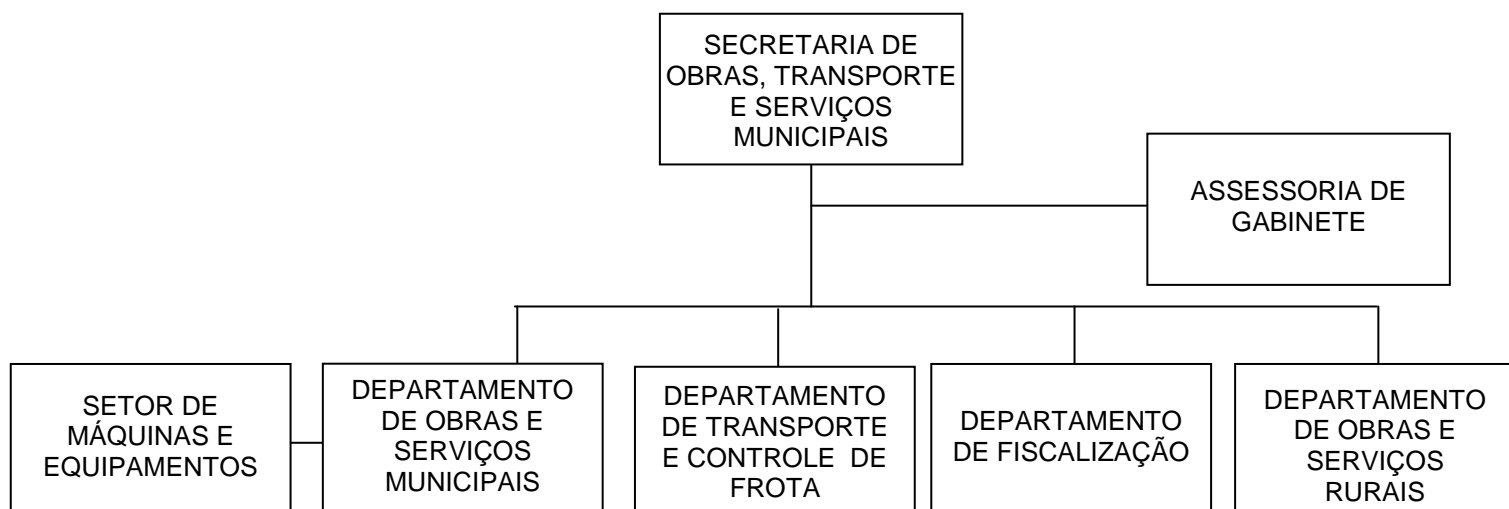 SECRETARIA DE
OBRAS, TRANSPORTE
E SERVIÇOS
MUNICIPAIS
ASSESSORIA DE
GABINETE
SETOR DE
MÁQUINAS E
EQUIPAMENTOS
DEPARTAMENTO
DE OBRAS E
SERVIÇOS
MUNICIPAIS
DEPARTAMENTO
DE TRANSPORTE
E CONTROLE DE
FROTA
DEPARTAMENTO
DE FISCALIZAÇÃO
DEPARTAMENTO
DE OBRAS E
SERVIÇOS
RURAIS